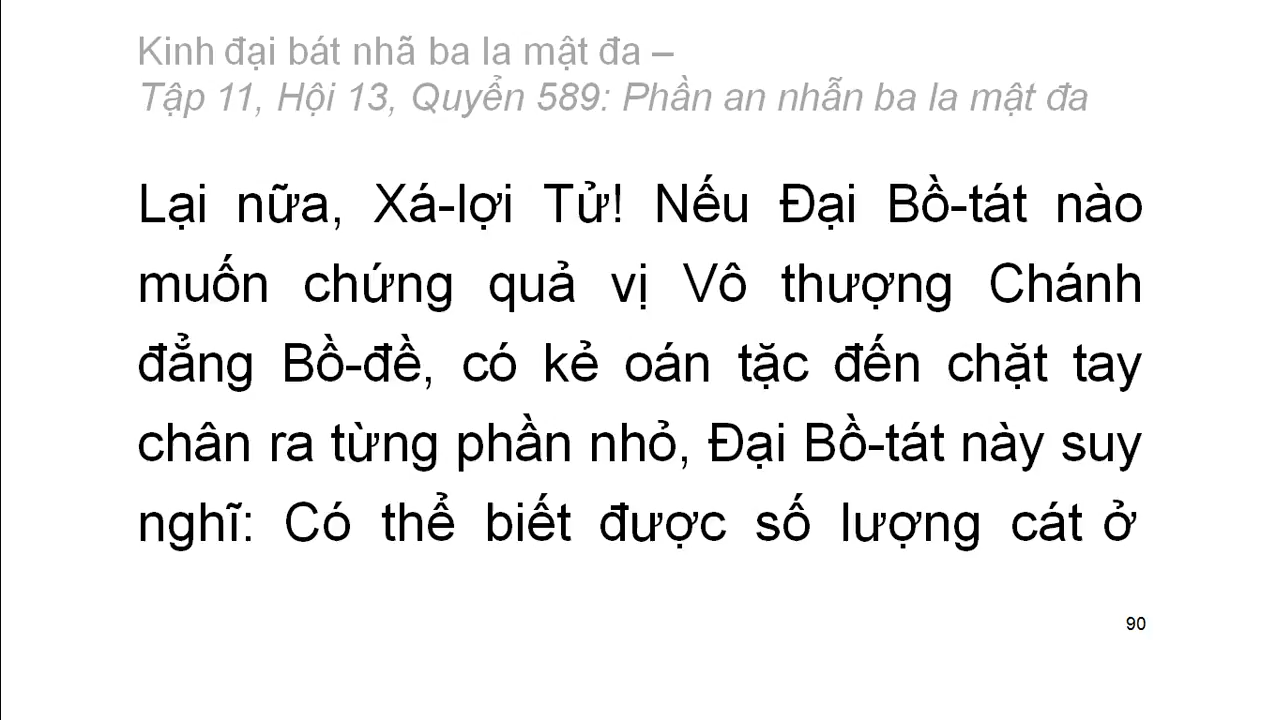 Kinh đại bát nhã ba la mật đa –
Tập 11, Hội 13, Quyển 589: Phần an nhẫn ba la mật đa
Lại nữa, Xá-lợi Tử! Nếu Đại Bồ-tát nào
muốn chứng quả vị Vô thượng Chánh
đẳng Bồ-đề, có kẻ oán tặc đến chặt tay
chân ra từng phần nhỏ, Đại Bồ-tát này suy
nghĩ: Có thể biết được số lượng cát ở
90